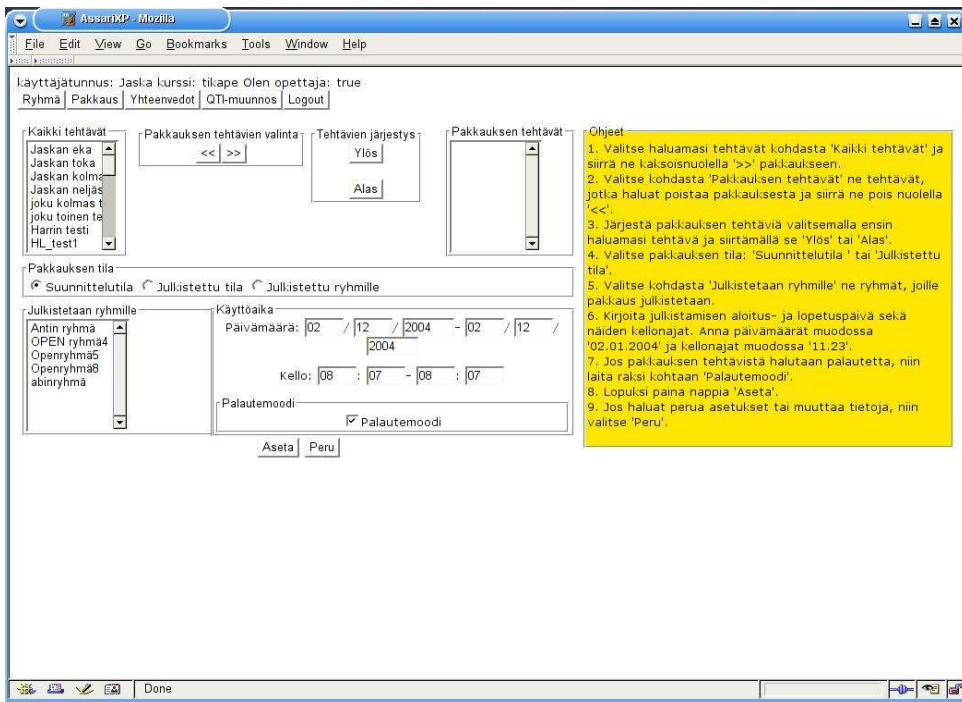 AssariXP - Mozilla
File Edit View Go Bookmarks Tools Window Help
käyttäjätunnus: Jaska kurssi: tikape Olen opettaja: true
Ryhmä Pakkaus Yhteenvedot QTI-muunnos Logout
Kaikki tehtävät
Jaskan eka
Jaskan toka
Jaskan kolma
Jaskan neljäs
joku kolmas t
joku toinen te
Harrin testi
HL_test1
Pakkauksen tehtävien valinta
<< >>
Tehtävien järjestys
Ylös
Alas
Pakkauksen tehtävät
Ohjeet
1. Valitse haluamasi tehtävät kohdasta 'Kaikki tehtävät' ja
siirrä ne kaksoisnuolella '>>' pakkaukseen.
2. Valitse kohdasta 'Pakkauksen tehtävät' ne tehtävät,
jotka haluat poistaa pakkauksesta ja siirrä ne pois nuolella
'<<'.
3. Järjestä pakkauksen tehtäviä valitsemalla ensin
haluamasi tehtävä ja siirtämällä se 'Ylös' tai 'Alas'.
4. Valitse pakkauksen tila: 'Suunnittelutila ' tai 'Julkistettu
tila'.
5. Valitse kohdasta 'Julkistetaan ryhmille' ne ryhmät, joille
pakkaus julkistetaan.
6. Kirjoita julkistamisen aloitus- ja lopetuspäivä sekä
näiden kellonajat. Anna päivämäärät muodossa
'02.01.2004' ja kellonajat muodossa '11.23'.
7. Jos pakkauksen tehtävistä halutaan palautetta, niin
laita raksi kohtaan 'Palautemoodi'.
8. Lopuksi paina nappia 'Aseta'.
9. Jos haluat perua asetukset tai muuttaa tietoja, niin
valitse 'Peru'.
Pakkauksen tila
Suunnittelutila Julkistettu tila Julkistettu ryhmille
Julkistetaan ryhmille
Antin ryhmä
OPEN ryhmä4
Openryhmä5
Openryhmä8
abinryhmä
Käyttöaika
Päivämäärä: 02 / 12 / 2004 - 02 / 12 /
2004
Kello: 08 : 07 - 08 : 07
Palautemoodi
Palautemoodi
Aseta Peru
Done